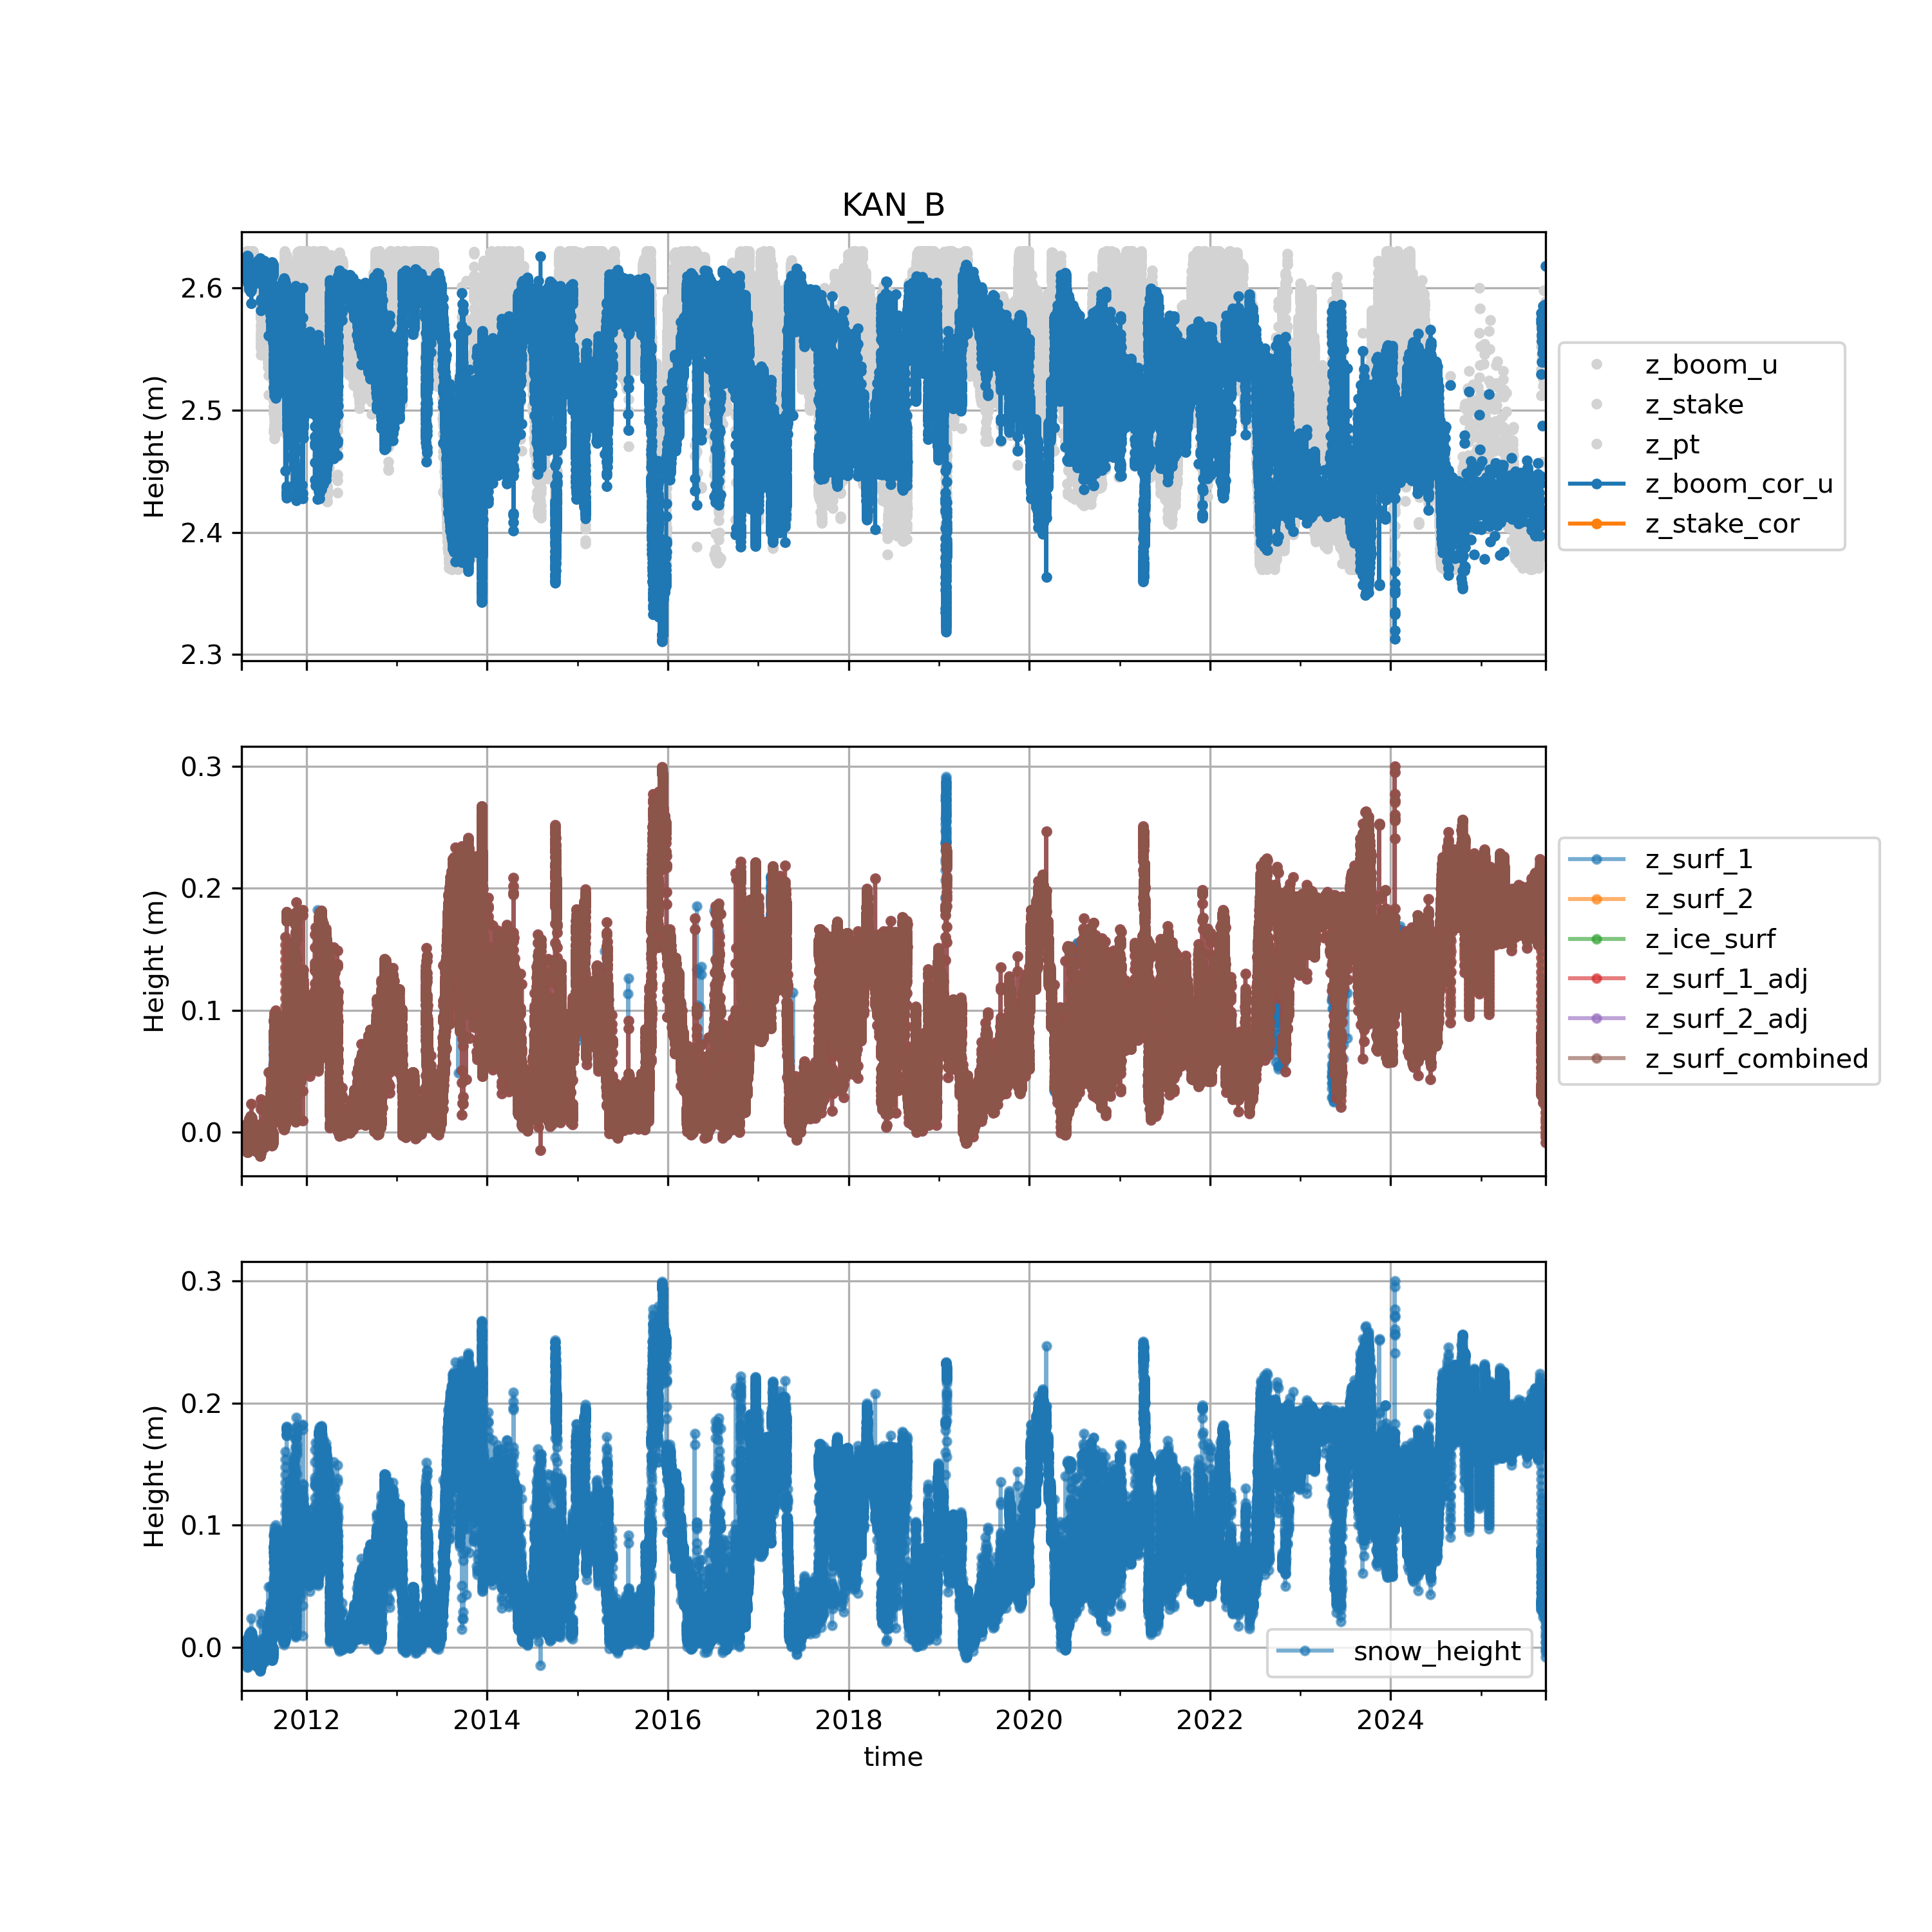 KAN_B
2.6
2.5
2.4
2.3
Height (m)
z_boom_u
z_stake
z_pt
z_boom_cor_u
z_stake_cor
0.3
0.2
0.1
0.0
Height (m)
z_surf_1
z_surf_2
z_ice_surf
z_surf_1_adj
z_surf_2_adj
z_surf_combined
0.3
0.2
0.1
0.0
Height (m)
snow_height
2012 2014 2016 2018 2020 2022 2024
time